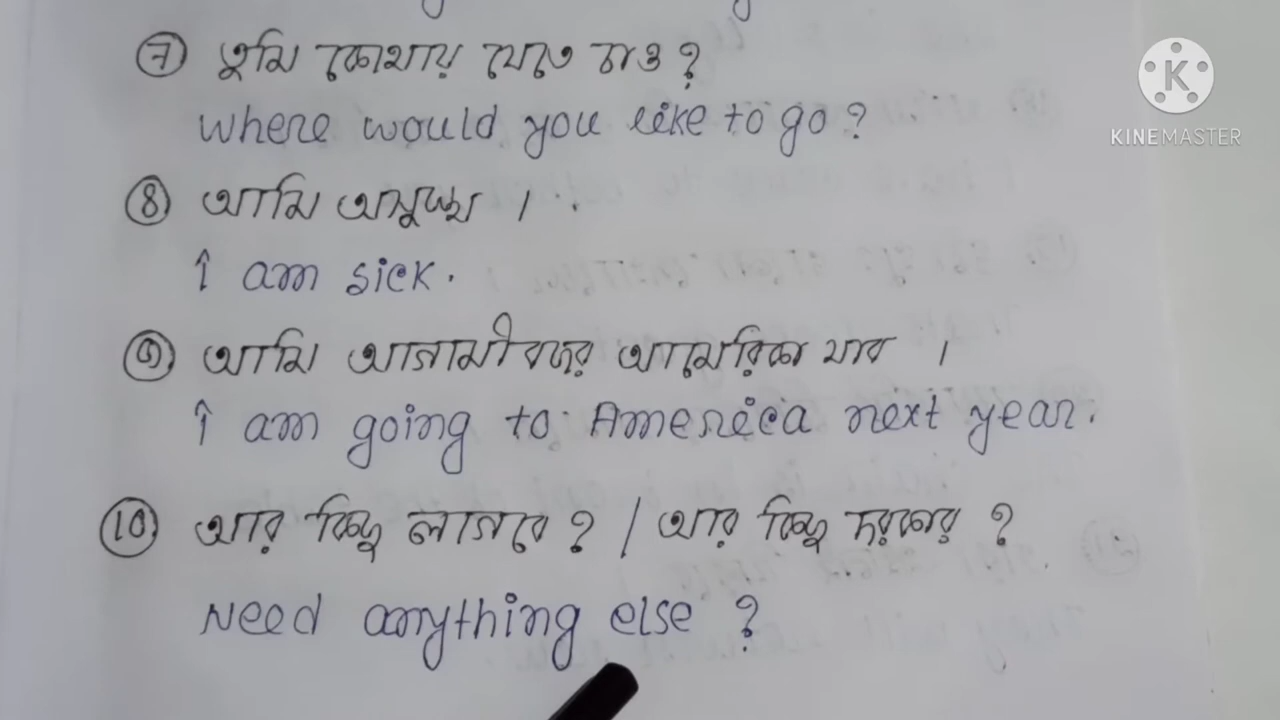 ⑦ তুমি কোথায় যেতে চাও ?
KINEMASTER
where would you like to go ?
⑧ আমি অসুস্থ ।
I am sick.
⑨ আমি আগামী বছর আমেরিকা যাব ।
I am going to America next year.
⑩ আর কিছু লাগবে ? / আর কিছু দরকার ?
Need anything else ?